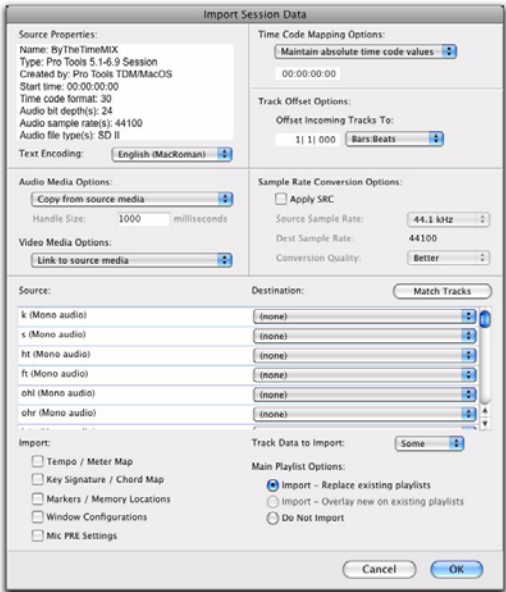 Import Session Data
Source Properties:
Name: ByTheTimeMIX
Type: Pro Tools 5.1-6.9 Session
Created by: Pro Tools TDM/MacOS
Start time: 00:00:00:00
Time code format: 30
Audio bit depth(s): 24
Audio sample rate(s): 44100
Audio file type(s): SD II
Text Encoding: English (MacRoman)
Time Code Mapping Options:
Maintain absolute time code values
00:00:00:00
Track Offset Options:
Offset Incoming Tracks To:
1| 1| 000 Bars:Beats
Audio Media Options:
Copy from source media
Handle Size: 1000 milliseconds
Video Media Options:
Link to source media
Sample Rate Conversion Options:
Apply SRC
Source Sample Rate: 44.1 kHz
Dest Sample Rate: 44100
Conversion Quality: Better
Source: Destination: Match Tracks
k (Mono audio) (none)
s (Mono audio) (none)
ht (Mono audio) (none)
ft (Mono audio) (none)
ohl (Mono audio) (none)
ohr (Mono audio) (none)
Import:
Tempo / Meter Map
Key Signature / Chord Map
Markers / Memory Locations
Window Configurations
Mic PRE Settings
Track Data to Import: Some
Main Playlist Options:
Import – Replace existing playlists
Import – Overlay new on existing playlists
Do Not Import
Cancel OK